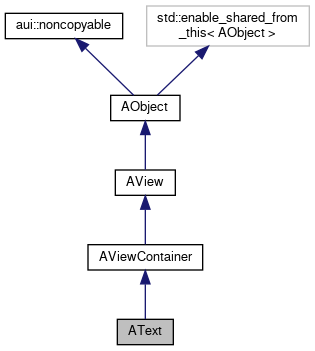 aui::noncopyable
std::enable_shared_from
_this< AObject >
AObject
AView
AViewContainer
AText